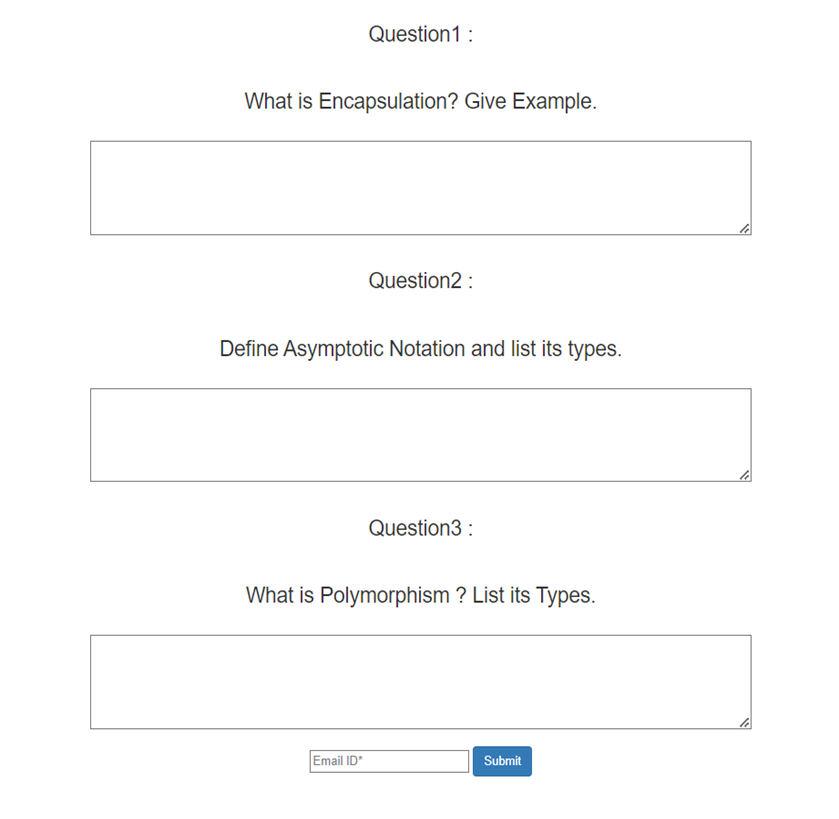 Question1 :
What is Encapsulation? Give Example.
Question2 :
Define Asymptotic Notation and list its types.
Question3 :
What is Polymorphism ? List its Types.
Email ID* Submit